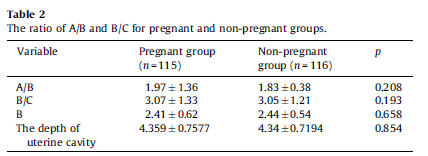 Table 2
The ratio of A/B and B/C for pregnant and non-pregnant groups.
Variable Pregnant group Non-pregnant p
(n=115) group (n=116)
A/B 1.97±1.36 1.83±0.38 0.208
B/C 3.07±1.33 3.05±1.21 0.193
B 2.41±0.62 2.44±0.54 0.658
The depth of 4.359±0.7577 4.34±0.7194 0.854
uterine cavity